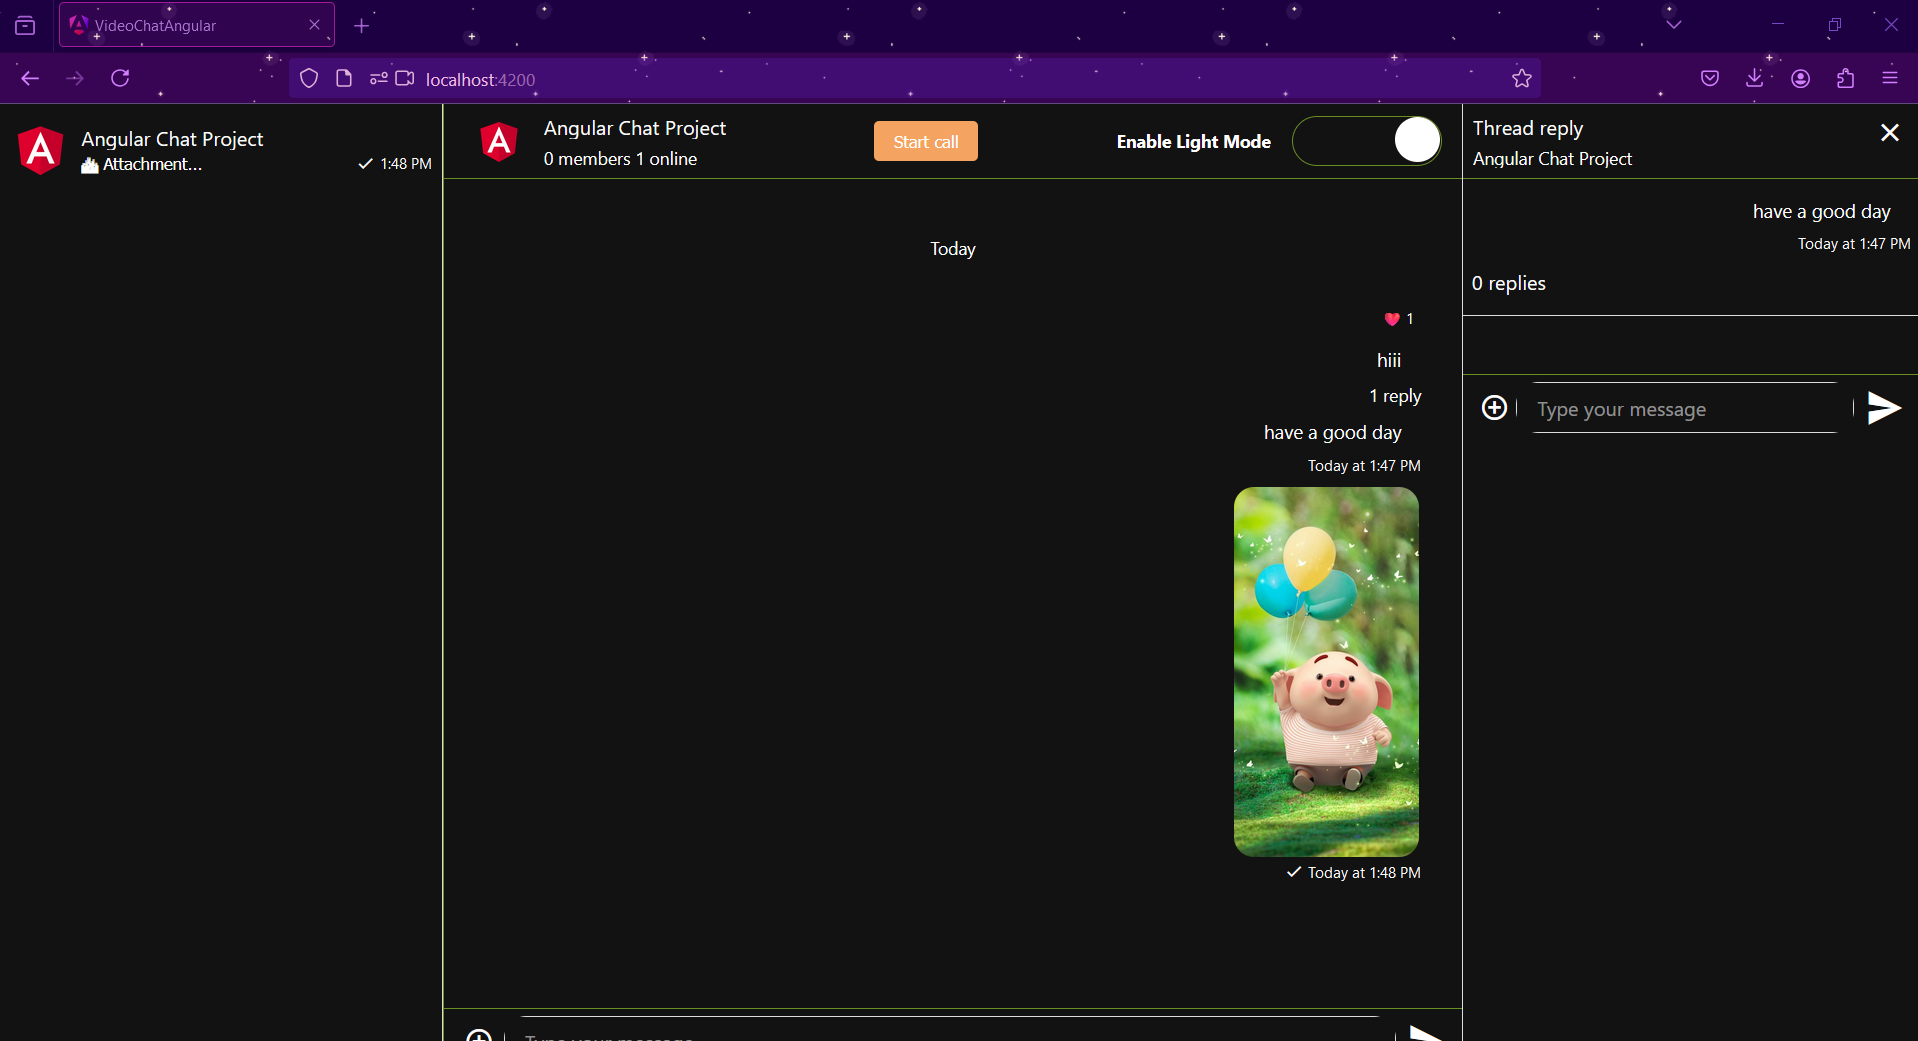 VideoChatAngular
localhost:4200
Angular Chat Project
Attachment...
1:48 PM
Angular Chat Project
0 members 1 online
Start call
Enable Light Mode
Today
1
hiii
1 reply
have a good day
Today at 1:47 PM
Today at 1:48 PM
Type your message
Thread reply
Angular Chat Project
have a good day
Today at 1:47 PM
0 replies
Type your message